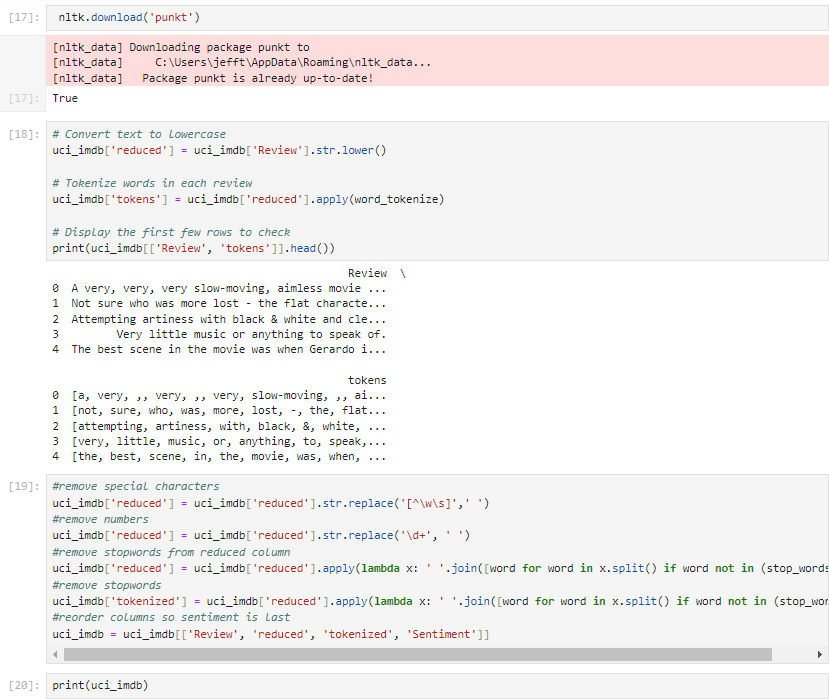 [17]: nltk.download('punkt')
[nltk_data] Downloading package punkt to
[nltk_data]     C:\Users\jefft\AppData\Roaming\nltk_data...
[nltk_data]   Package punkt is already up-to-date!
[17]: True
[18]: # Convert text to lowercase
uci_imdb['reduced'] = uci_imdb['Review'].str.lower()
# Tokenize words in each review
uci_imdb['tokens'] = uci_imdb['reduced'].apply(word_tokenize)
# Display the first few rows to check
print(uci_imdb[['Review', 'tokens']].head())
Review  \
0  A very, very, very slow-moving, aimless movie ...
1  Not sure who was more lost - the flat characte...
2  Attempting artiness with black & white and cle...
3  Very little music or anything to speak of.
4  The best scene in the movie was when Gerardo i...
tokens
0  [a, very, ,, very, ,, very, slow-moving, ,, ai...
1  [not, sure, who, was, more, lost, -, the, flat...
2  [attempting, artiness, with, black, &, white, ...
3  [very, little, music, or, anything, to, speak,...
4  [the, best, scene, in, the, movie, was, when, ...
[19]: #remove special characters
uci_imdb['reduced'] = uci_imdb['reduced'].str.replace('[^\w\s]',' ')
#remove numbers
uci_imdb['reduced'] = uci_imdb['reduced'].str.replace('\d+', ' ')
#remove stopwords from reduced column
uci_imdb['reduced'] = uci_imdb['reduced'].apply(lambda x: ' '.join([word for word in x.split() if word not in (stop_words
#remove stopwords
uci_imdb['tokenized'] = uci_imdb['reduced'].apply(lambda x: ' '.join([word for word in x.split() if word not in (stop_wor
#reorder columns so sentiment is last
uci_imdb = uci_imdb[['Review', 'reduced', 'tokenized', 'Sentiment']]
[20]: print(uci_imdb)